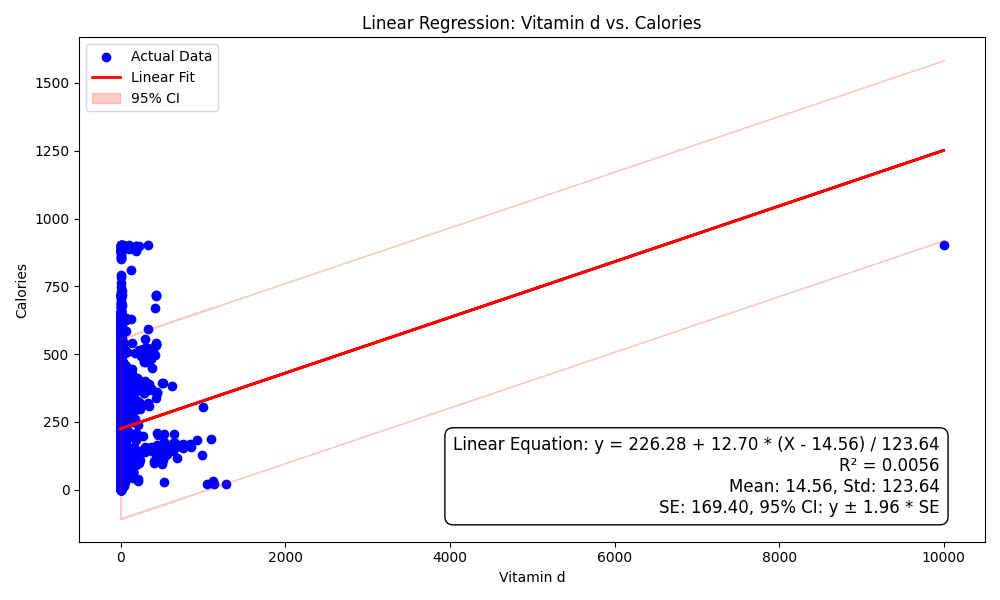 Linear Regression: Vitamin d vs. Calories
Actual Data
Linear Fit
95% CI
Calories
1500
1250
1000
750
500
250
0
Linear Equation: y = 226.28 + 12.70 * (X - 14.56) / 123.64
R² = 0.0056
Mean: 14.56, Std: 123.64
SE: 169.40, 95% CI: y ± 1.96 * SE
0 2000 4000 6000 8000 10000
Vitamin d